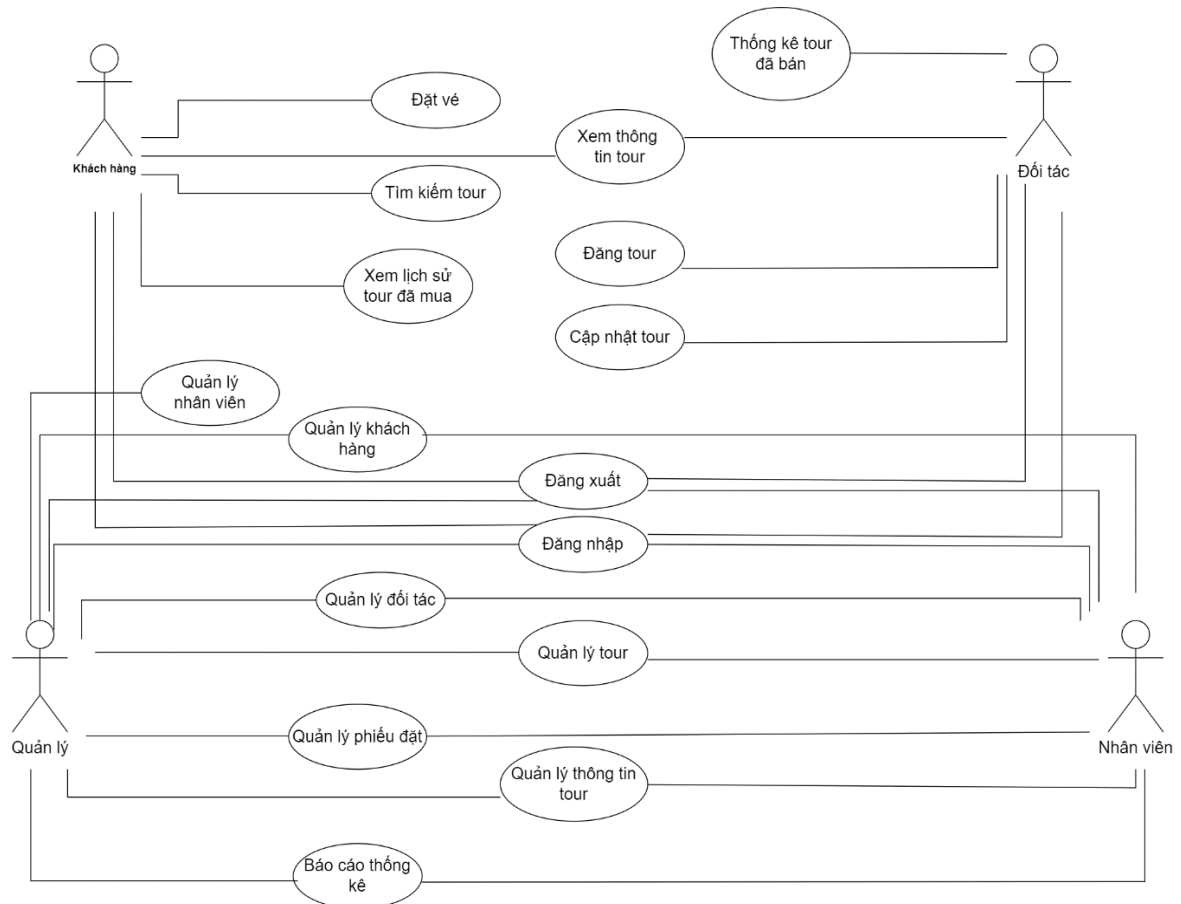 Thống kê tour
đã bán
Đặt vé
Xem thông
tin tour
Khách hàng
Đối tác
Tìm kiếm tour
Đăng tour
Xem lịch sử
tour đã mua
Cập nhật tour
Quản lý
nhân viên
Quản lý khách
hàng
Đăng xuất
Đăng nhập
Quản lý đối tác
Quản lý tour
Quản lý phiếu đặt
Quản lý
Nhân viên
Quản lý thông tin
tour
Báo cáo thống
kê